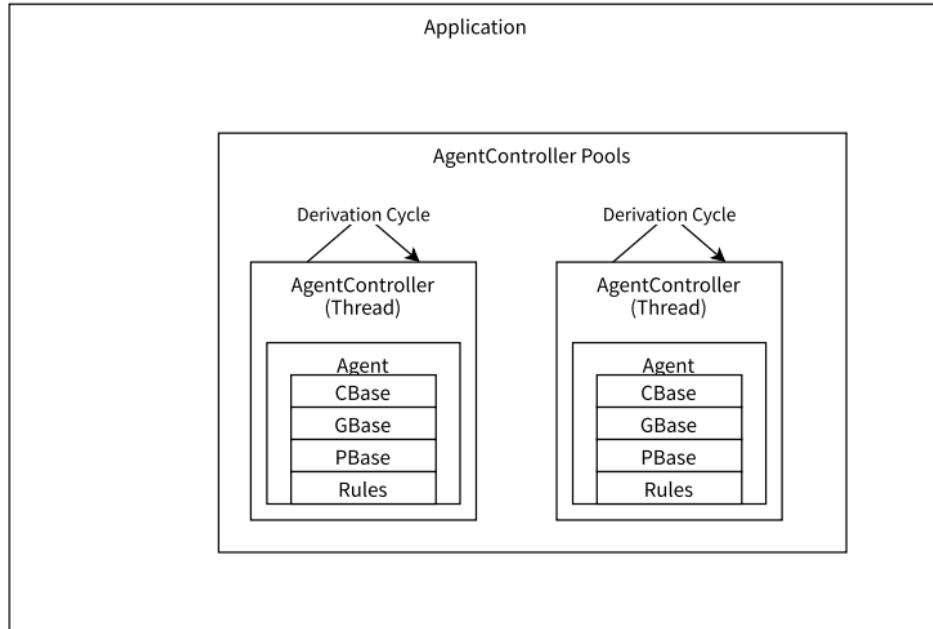 Application
AgentController Pools
Derivation Cycle
AgentController
(Thread)
Agent
CBase
GBase
PBase
Rules
Derivation Cycle
AgentController
(Thread)
Agent
CBase
GBase
PBase
Rules